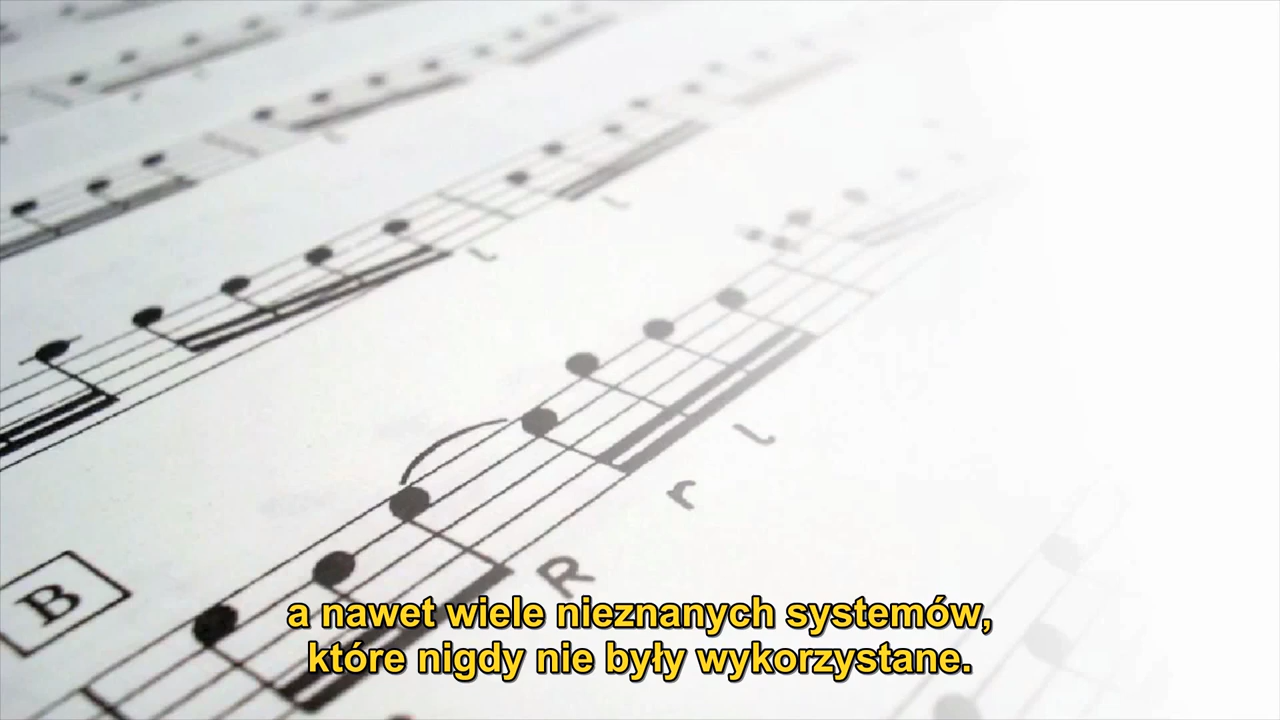 l
l
l
r
R
B
a nawet wiele nieznanych systemów,
które nigdy nie były wykorzystane.